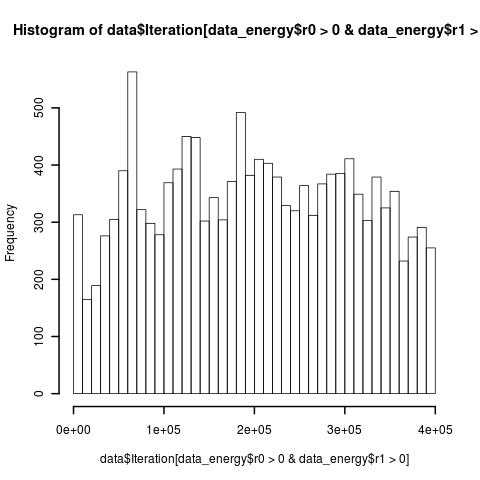 Histogram of data$Iteration[data_energy$r0 > 0 & data_energy$r1 >
Frequency
500
400
300
200
100
0
0e+00 1e+05 2e+05 3e+05 4e+05
data$Iteration[data_energy$r0 > 0 & data_energy$r1 > 0]